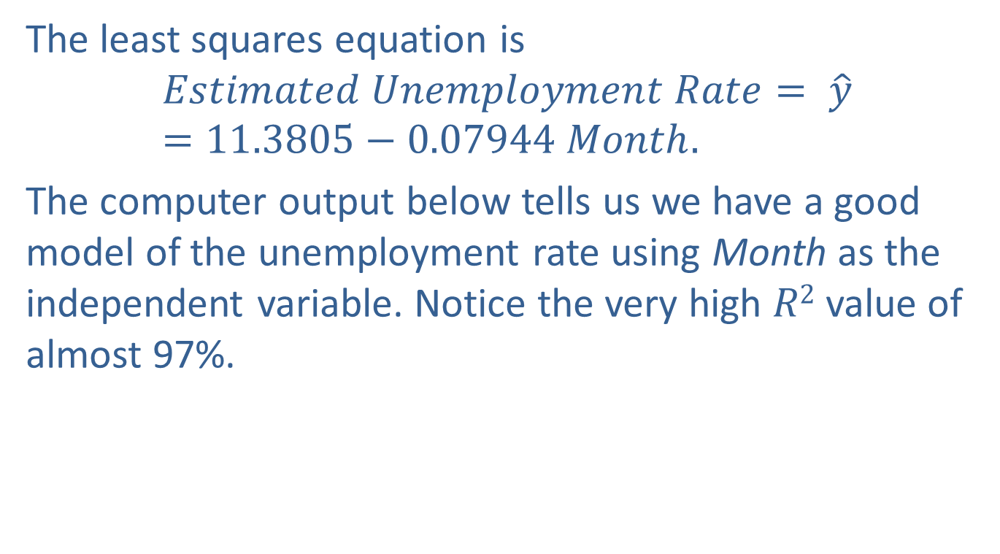 The least squares equation is
Estimated Unemployment Rate = ŷ
= 11.3805 − 0.07944 Month.
The computer output below tells us we have a good
model of the unemployment rate using Month as the
independent variable. Notice the very high R² value of
almost 97%.